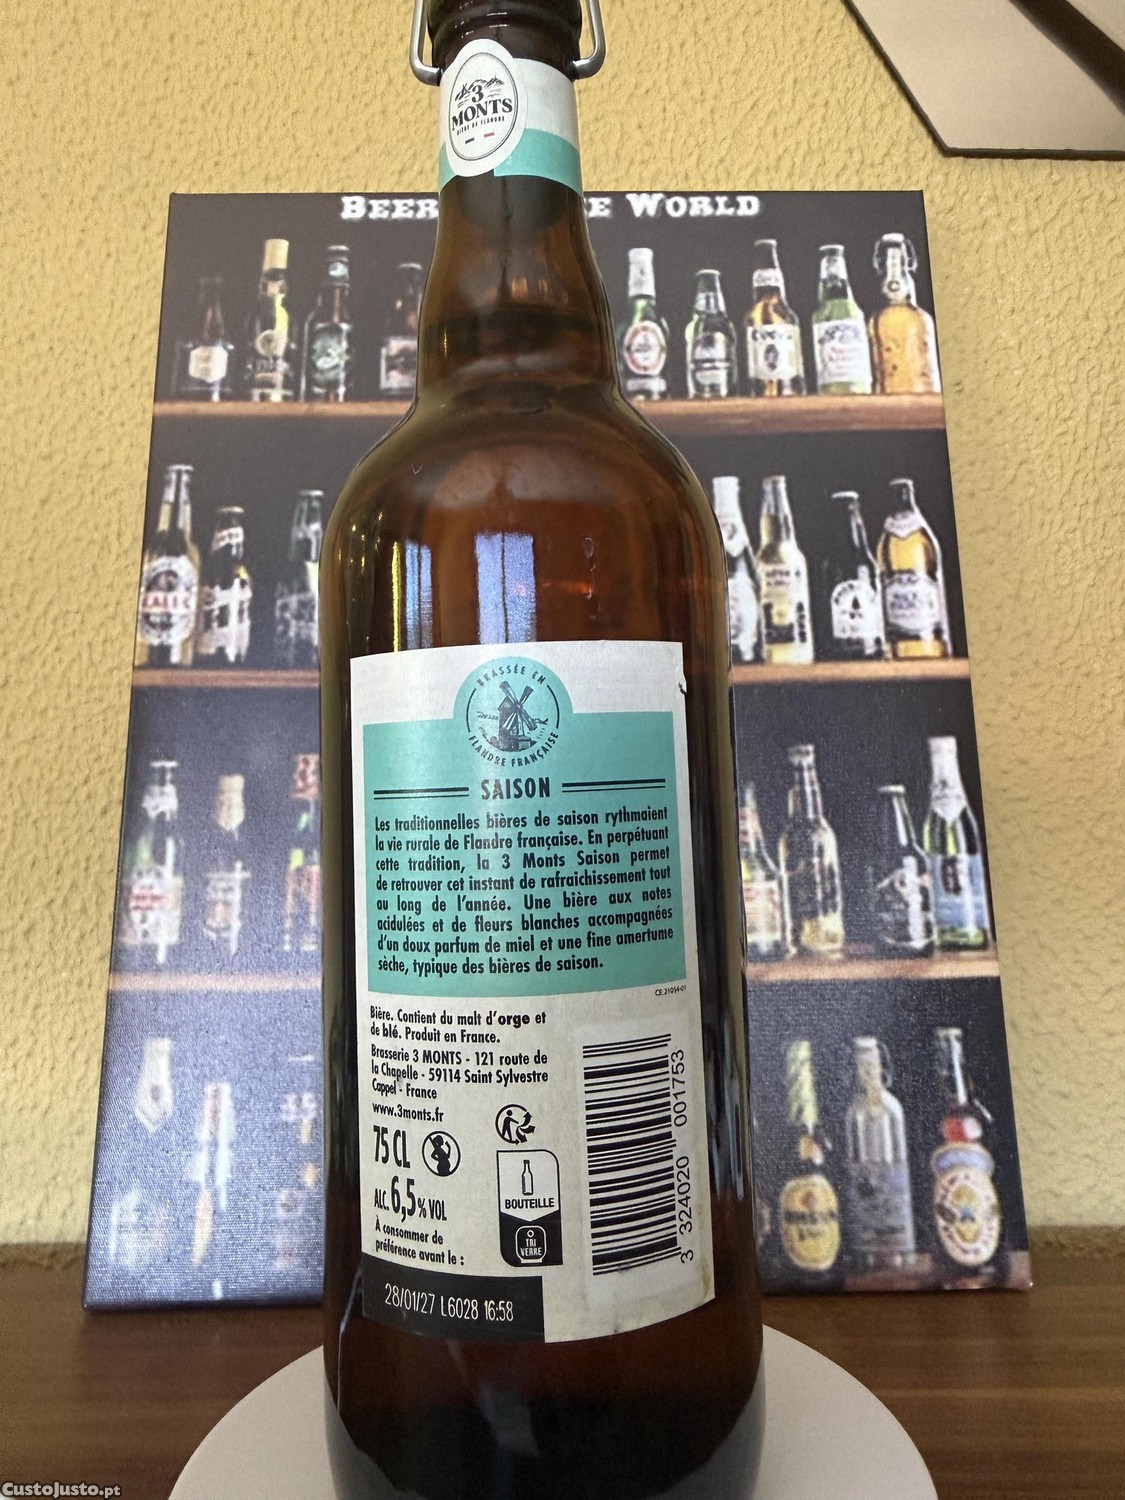 3
MONTS
BIÈRE DE FLANDRE
BEER
E WORLD
BRASSÉE EN
FLANDRE FRANÇAISE
SAISON
Les traditionnelles bières de saison rythmaient
la vie rurale de Flandre française. En perpétuant
cette tradition, la 3 Monts Saison permet
de retrouver cet instant de rafraichissement tout
au long de l'année. Une bière aux notes
acidulées et de fleurs blanches accompagnées
d'un doux parfum de miel et une fine amertume
sèche, typique des bières de saison.
CE.21054-01
Bière. Contient du malt d'orge et
de blé. Produit en France.
Brasserie 3 MONTS - 121 route de
la Chapelle - 59114 Saint Sylvestre
Cappel - France
www.3monts.fr
75 CL
ALC. 6,5% VOL
À consommer de
préférence avant le :
28/01/27 L6028 16:58
BOUTEILLE
TRI
VERRE
3 324020 001753
CustoJusto.pt